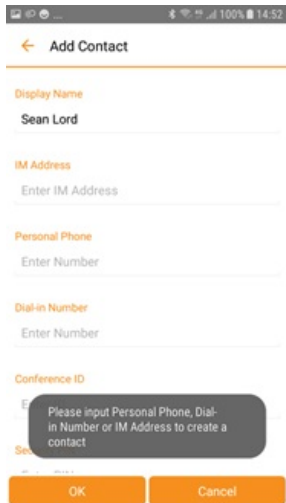 100% 14:52
Add Contact
Display Name
Sean Lord
IM Address
Enter IM Address
Personal Phone
Enter Number
Dial-in Number
Enter Number
Conference ID
Please input Personal Phone, Dial-
in Number or IM Address to create a
contact
OK Cancel